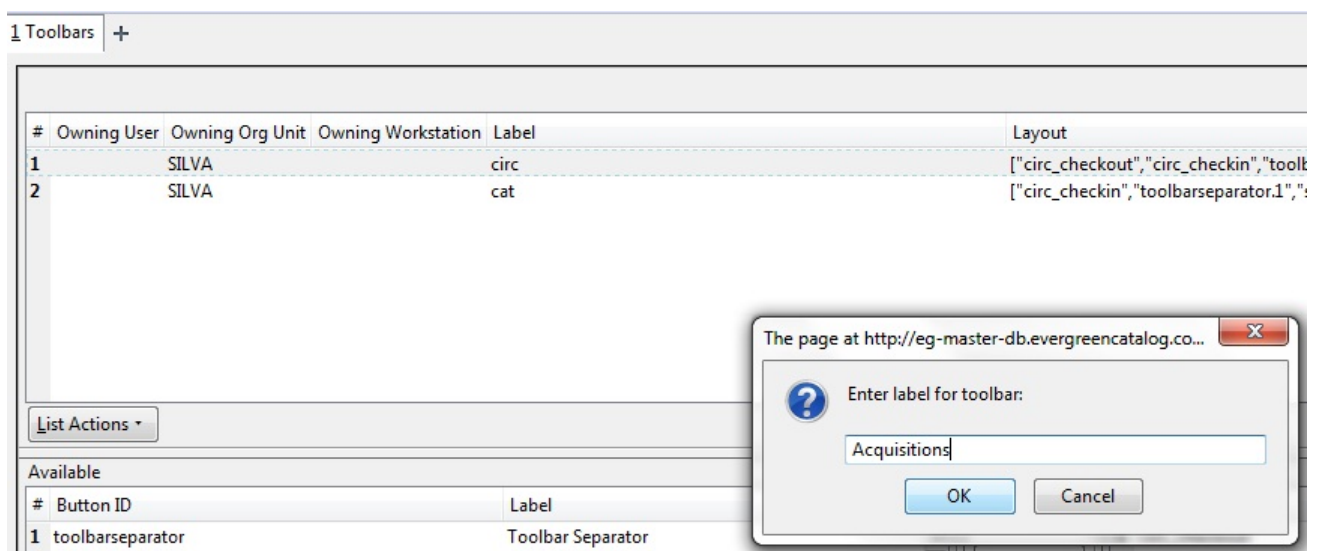 1 Toolbars +
# Owning User Owning Org Unit Owning Workstation Label Layout
1 SILVA circ ["circ_checkout","circ_checkin","toolb
2 SILVA cat ["circ_checkin","toolbarseparator.1","s
The page at http://eg-master-db.evergreencatalog.co...
Enter label for toolbar:
Acquisitions
OK Cancel
List Actions
Available
# Button ID Label
1 toolbarseparator Toolbar Separator